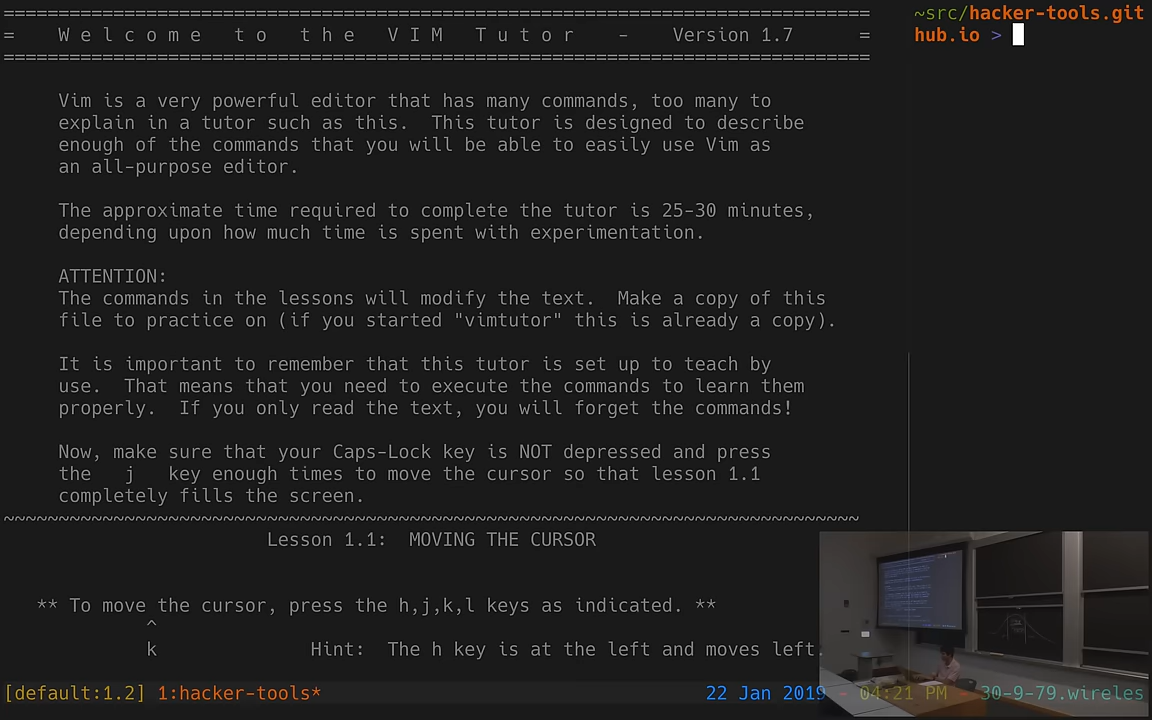 ===============================================================================
=    W e l c o m e   t o   t h e   V I M   T u t o r    -    Version 1.7      =
===============================================================================
Vim is a very powerful editor that has many commands, too many to
explain in a tutor such as this.  This tutor is designed to describe
enough of the commands that you will be able to easily use Vim as
an all-purpose editor.
The approximate time required to complete the tutor is 25-30 minutes,
depending upon how much time is spent with experimentation.
ATTENTION:
The commands in the lessons will modify the text.  Make a copy of this
file to practice on (if you started "vimtutor" this is already a copy).
It is important to remember that this tutor is set up to teach by
use.  That means that you need to execute the commands to learn them
properly.  If you only read the text, you will forget the commands!
Now, make sure that your Caps-Lock key is NOT depressed and press
the   j   key enough times to move the cursor so that lesson 1.1
completely fills the screen.
~~~~~~~~~~~~~~~~~~~~~~~~~~~~~~~~~~~~~~~~~~~~~~~~~~~~~~~~~~~~~~~~~~~~~~~~~~~~~~
Lesson 1.1:  MOVING THE CURSOR
** To move the cursor, press the h,j,k,l keys as indicated. **
^
k              Hint:  The h key is at the left and moves left.
~src/hacker-tools.git
hub.io >
[default:1.2] 1:hacker-tools*
22 Jan 2019 - 04:21 PM - 30-9-79.wireles